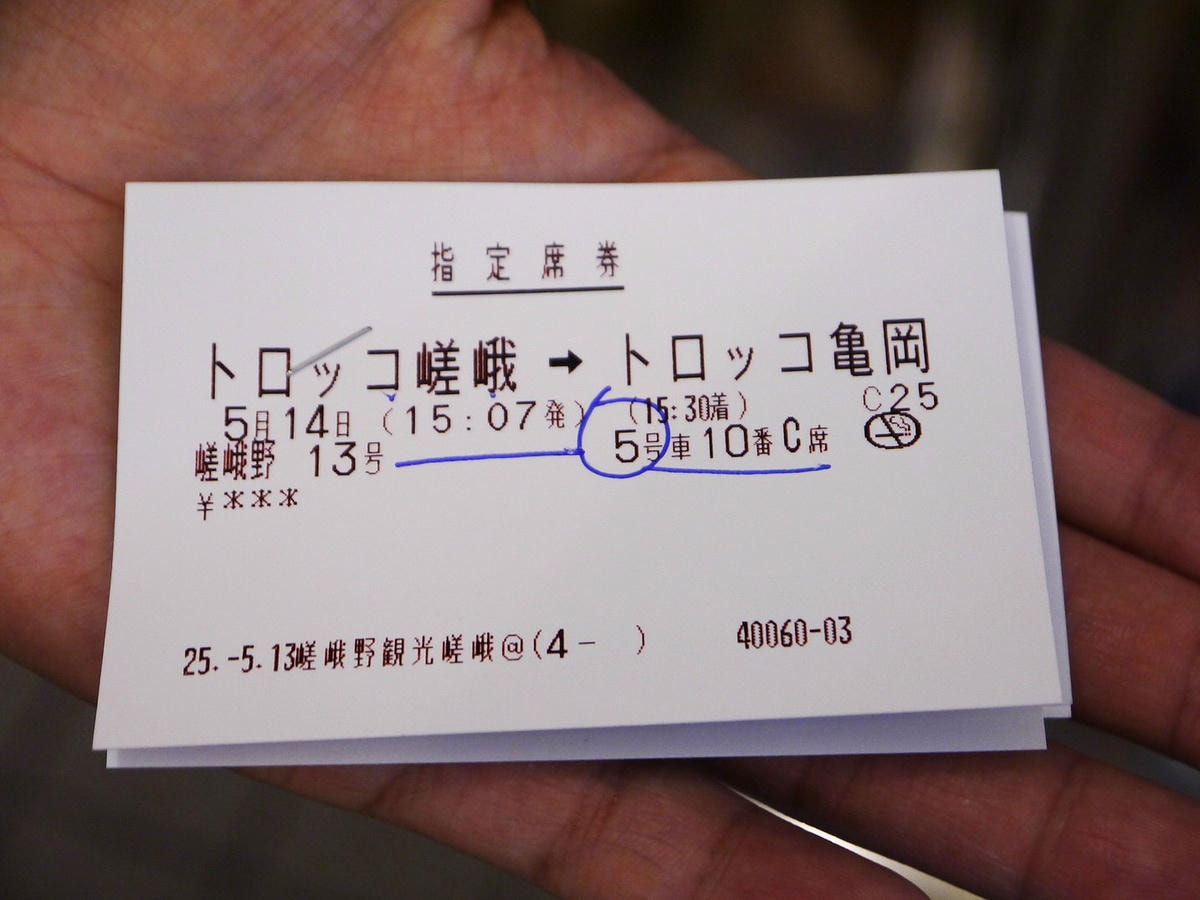 指定席券
トロッコ嵯峨 ➡ トロッコ亀岡
5月14日 (15:07発) (15:30着) C25
嵯峨野 13号 5号車 10番 C席
¥***
25.-5.13嵯峨野観光嵯峨@(4- ) 40060-03